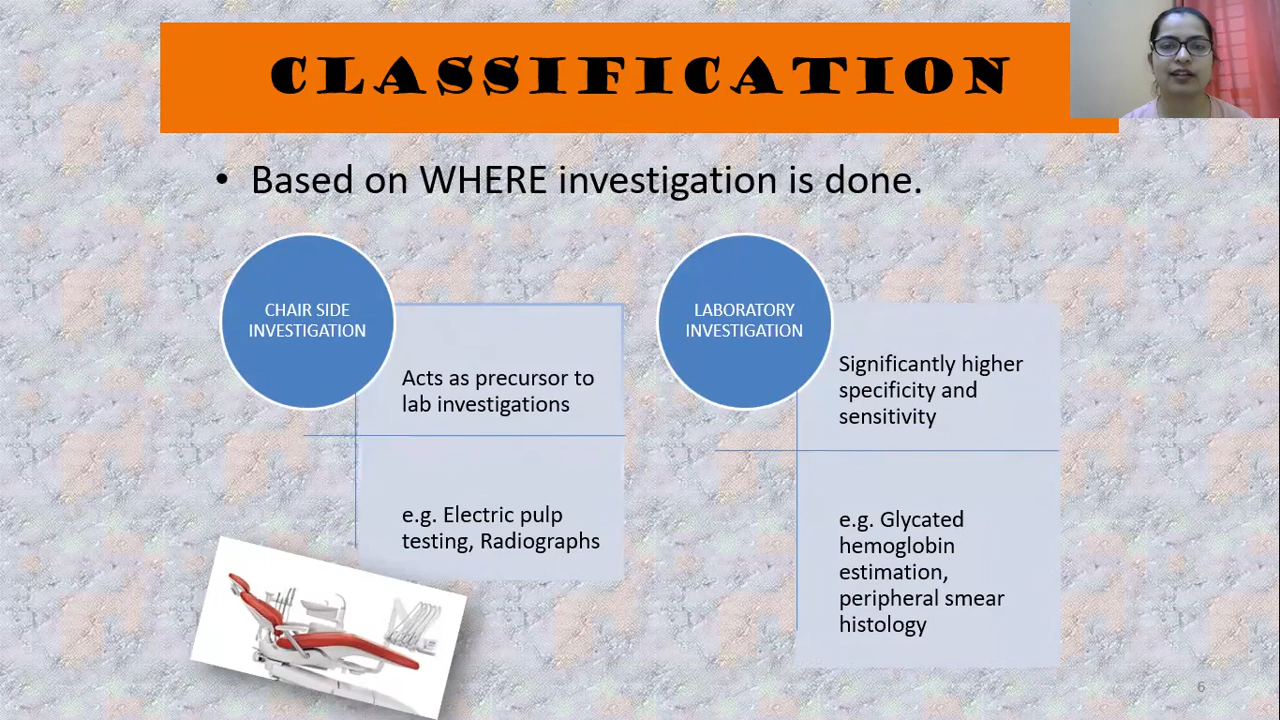 CLASSIFICATION
• Based on WHERE investigation is done.
CHAIR SIDE
INVESTIGATION
Acts as precursor to
lab investigations
e.g. Electric pulp
testing, Radiographs
LABORATORY
INVESTIGATION
Significantly higher
specificity and
sensitivity
e.g. Glycated
hemoglobin
estimation,
peripheral smear
histology
6